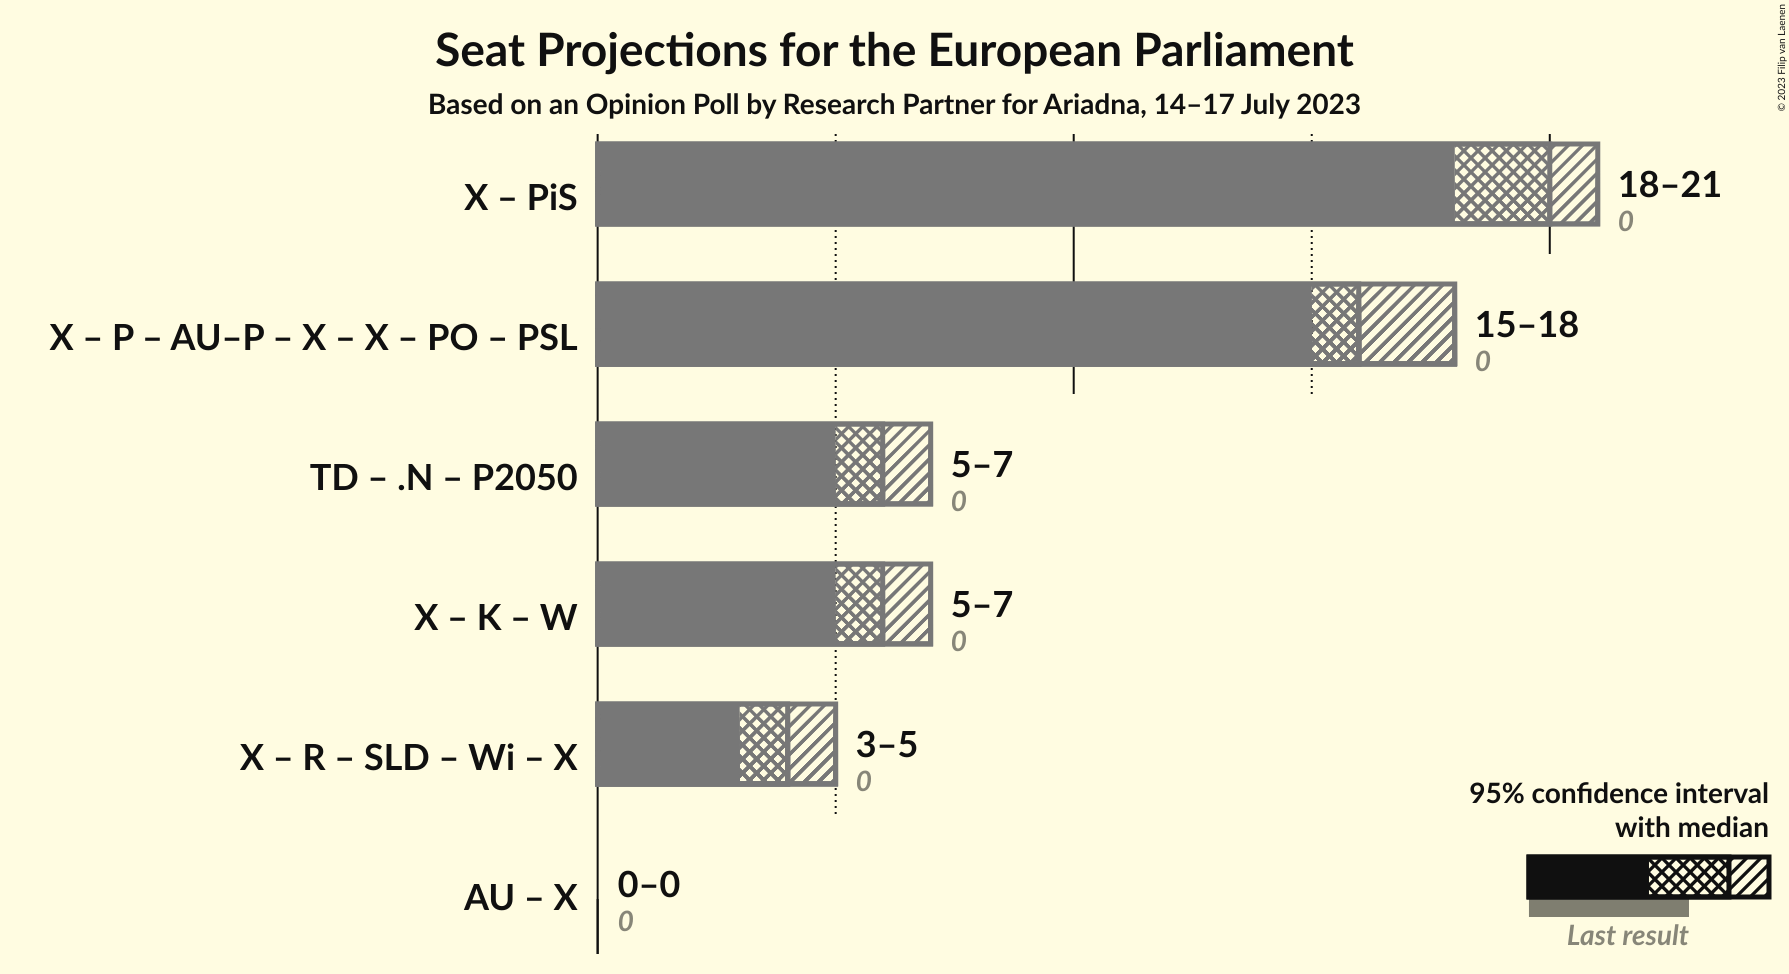 Seat Projections for the European Parliament
Based on an Opinion Poll by Research Partner for Ariadna, 14–17 July 2023
© 2023 Filip van Laenen
X – PiS
18–21
0
X – P – AU–P – X – X – PO – PSL
15–18
0
TD – .N – P2050
5–7
0
X – K – W
5–7
0
X – R – SLD – Wi – X
3–5
0
AU – X
0–0
0
95% confidence interval
with median
Last result